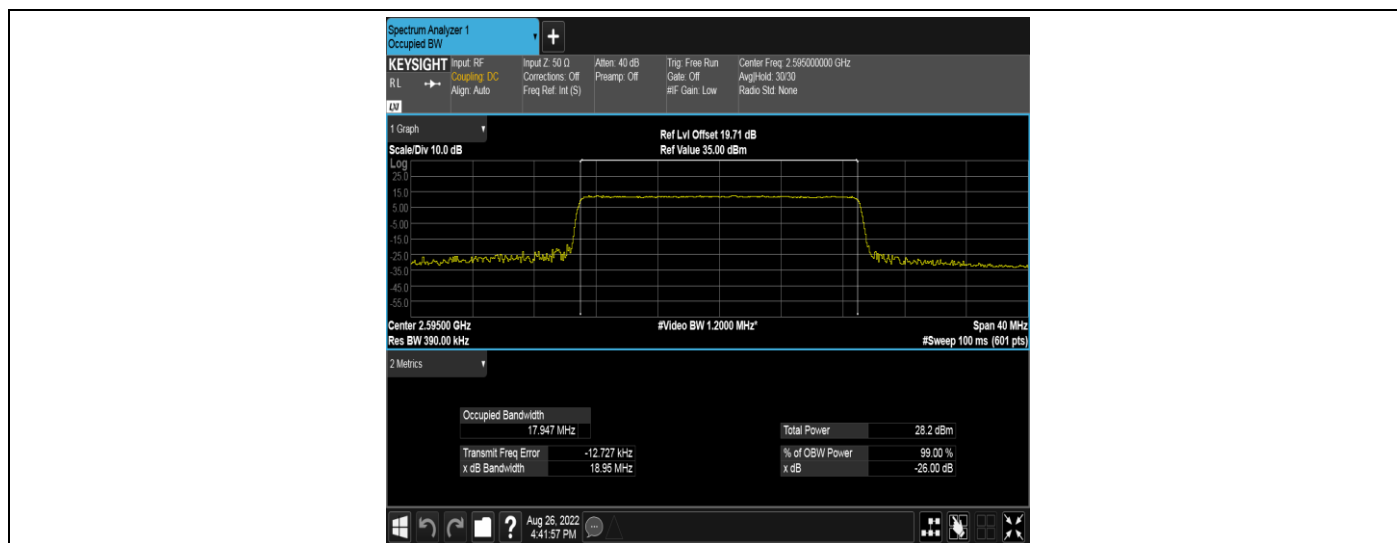 Spectrum Analyzer 1
Occupied BW
+
KEYSIGHT Input: RF Input Z: 50 Ω Atten: 40 dB Trig: Free Run Center Freq: 2.595000000 GHz
RL Coupling: DC Corrections: Off Preamp: Off Gate: Off Avg|Hold: 30/30
Align: Auto Freq Ref: Int (S) #IF Gain: Low Radio Std: None
LXI
1 Graph
Ref Lvl Offset 19.71 dB
Scale/Div 10.0 dB Ref Value 35.00 dBm
Log
25.0
15.0
5.00
-5.00
-15.0
-25.0
-35.0
-45.0
-55.0
Center 2.59500 GHz #Video BW 1.2000 MHz* Span 40 MHz
Res BW 390.00 kHz #Sweep 100 ms (601 pts)
2 Metrics
Occupied Bandwidth
17.947 MHz Total Power 28.2 dBm
Transmit Freq Error -12.727 kHz % of OBW Power 99.00 %
x dB Bandwidth 18.95 MHz x dB -26.00 dB
? Aug 26, 2022
4:41:57 PM